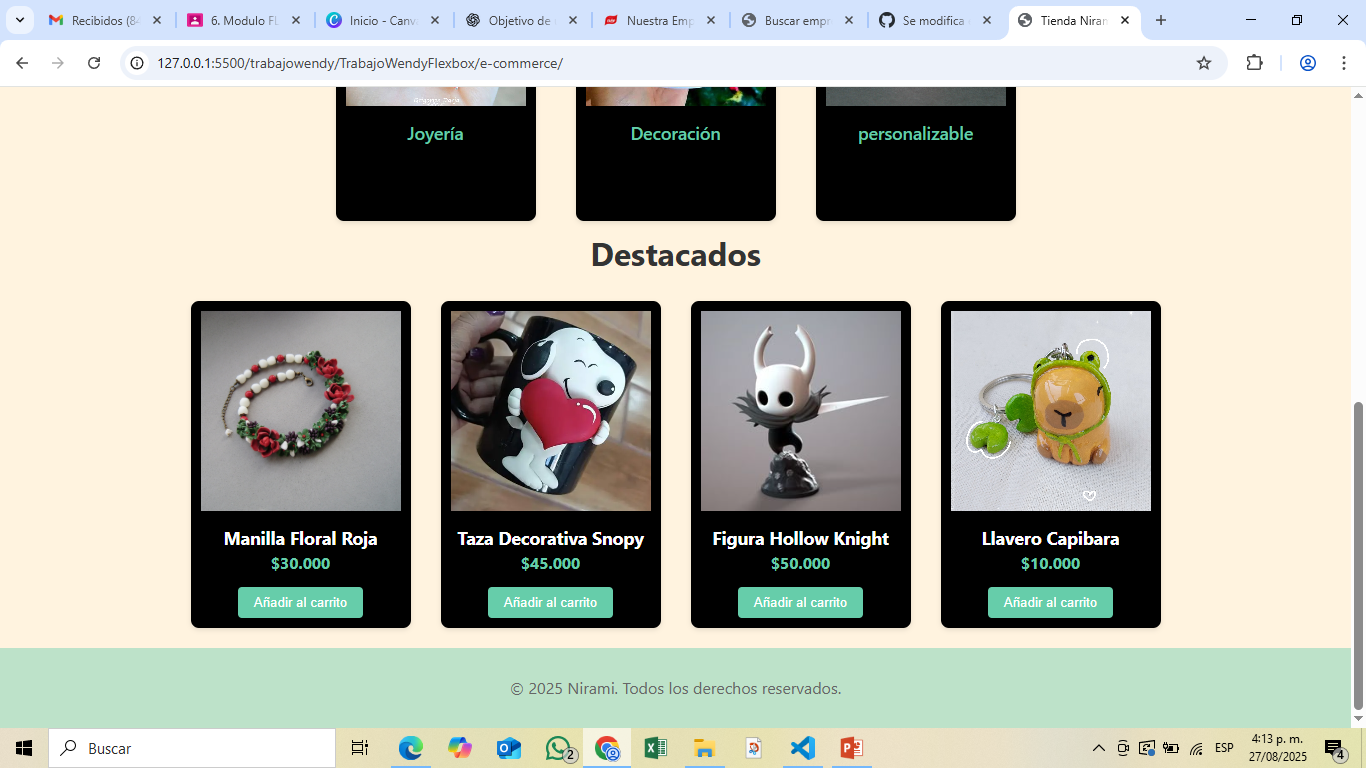 Recibidos (84
6. Modulo FL
Inicio - Canv
Objetivo de
Nuestra Emp
Buscar empr
Se modifica
Tienda Niram
127.0.0.1:5500/trabajowendy/TrabajoWendyFlexbox/e-commerce/
Joyería
Decoración
personalizable
Destacados
Manilla Floral Roja
$30.000
Añadir al carrito
Taza Decorativa Snopy
$45.000
Añadir al carrito
Figura Hollow Knight
$50.000
Añadir al carrito
Llavero Capibara
$10.000
Añadir al carrito
© 2025 Nirami. Todos los derechos reservados.
Buscar
2
ESP
4:13 p. m.
27/08/2025
4